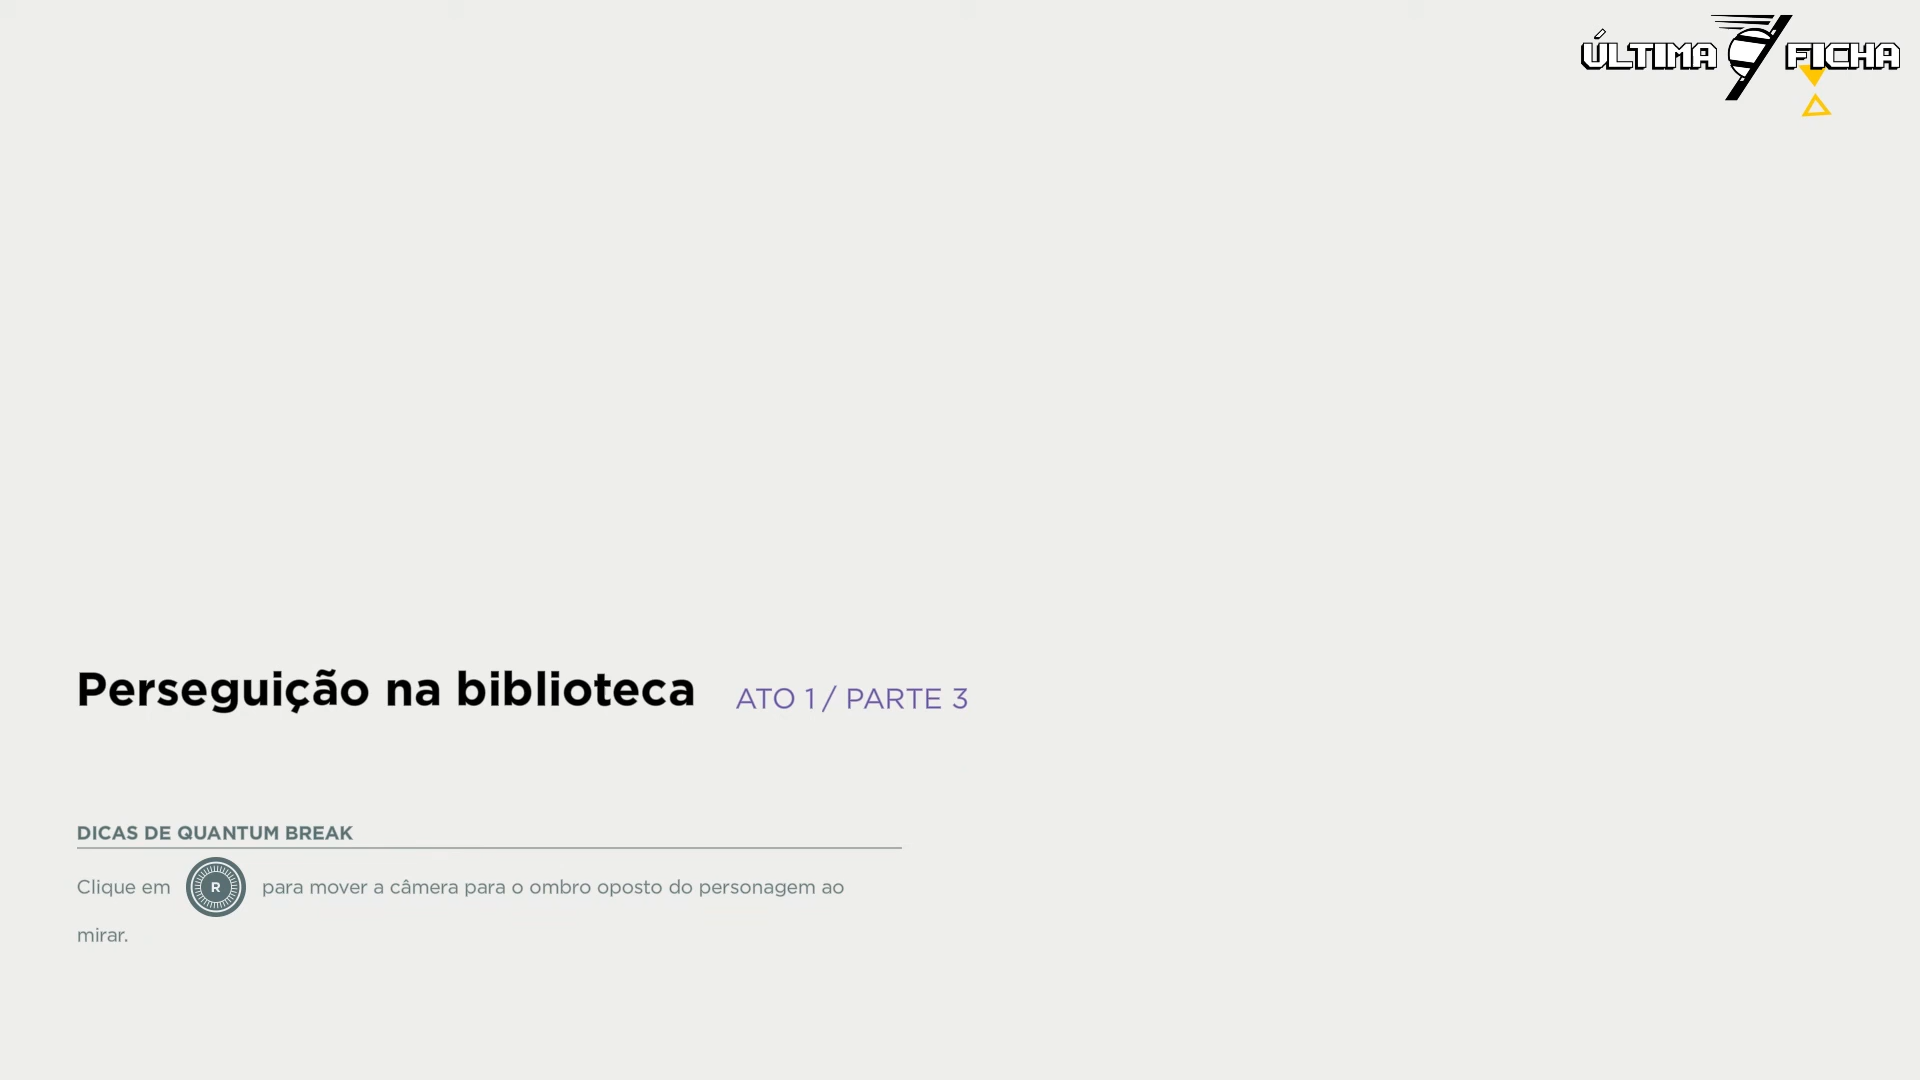 ÚLTIMA FICHA
Perseguição na biblioteca ATO 1 / PARTE 3
DICAS DE QUANTUM BREAK
Clique em R para mover a câmera para o ombro oposto do personagem ao
mirar.